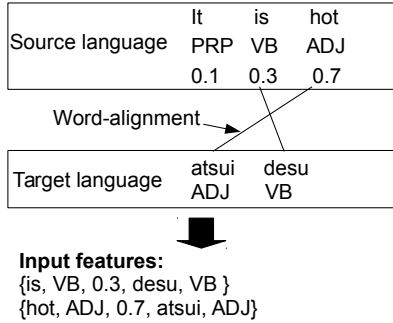 It is hot
Source language PRP VB ADJ
0.1 0.3 0.7
Word-alignment
atsui desu
Target language ADJ VB
Input features:
{is, VB, 0.3, desu, VB }
{hot, ADJ, 0.7, atsui, ADJ}